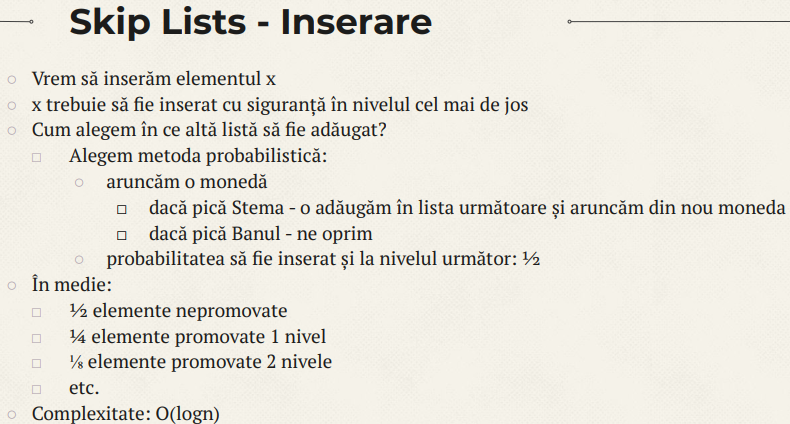 Skip Lists - Inserare
Vrem să inserăm elementul x
x trebuie să fie inserat cu siguranță în nivelul cel mai de jos
Cum alegem în ce altă listă să fie adăugat?
Alegem metoda probabilistică:
aruncăm o monedă
dacă pică Stema - o adăugăm în lista următoare și aruncăm din nou moneda
dacă pică Banul - ne oprim
probabilitatea să fie inserat și la nivelul următor: ½
În medie:
½ elemente nepromovate
¼ elemente promovate 1 nivel
⅛ elemente promovate 2 nivele
etc.
Complexitate: O(logn)